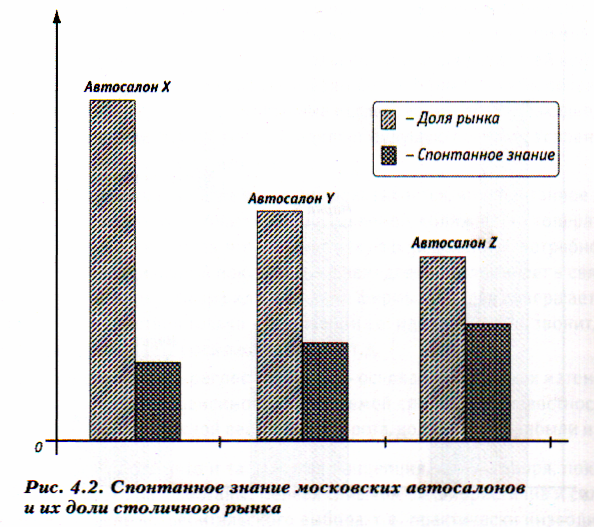 Автосалон X
– Доля рынка
– Спонтанное знание
Автосалон Y
Автосалон Z
0
Рис. 4.2. Спонтанное знание московских автосалонов
и их доли столичного рынка